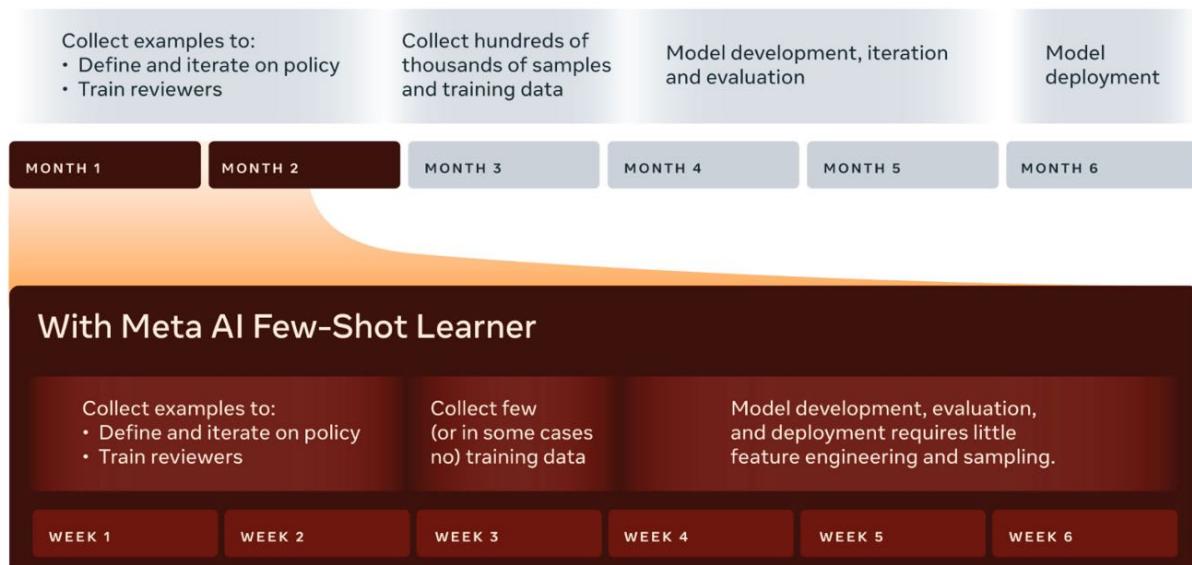 Collect examples to:
• Define and iterate on policy
• Train reviewers
Collect hundreds of
thousands of samples
and training data
Model development, iteration
and evaluation
Model
deployment
MONTH 1
MONTH 2
MONTH 3
MONTH 4
MONTH 5
MONTH 6
With Meta AI Few-Shot Learner
Collect examples to:
• Define and iterate on policy
• Train reviewers
Collect few
(or in some cases
no) training data
Model development, evaluation,
and deployment requires little
feature engineering and sampling.
WEEK 1
WEEK 2
WEEK 3
WEEK 4
WEEK 5
WEEK 6